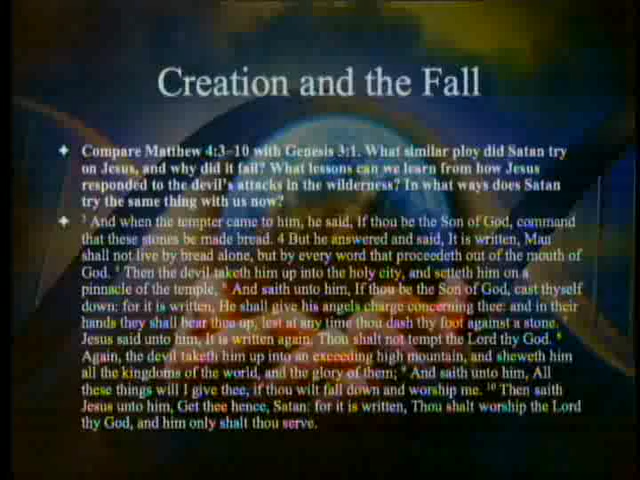 Creation and the Fall
✦ Compare Matthew 4:3–10 with Genesis 3:1. What similar ploy did Satan try
on Jesus, and why did it fail? What lessons can we learn from how Jesus
responded to the devil's attacks in the wilderness? In what ways does Satan
try the same thing with us now?
✦ ³ And when the tempter came to him, he said, If thou be the Son of God, command
that these stones be made bread. 4 But he answered and said, It is written, Man
shall not live by bread alone, but by every word that proceedeth out of the mouth of
God. ⁵ Then the devil taketh him up into the holy city, and setteth him on a
pinnacle of the temple, ⁶ And saith unto him, If thou be the Son of God, cast thyself
down: for it is written, He shall give his angels charge concerning thee: and in their
hands they shall bear thee up, lest at any time thou dash thy foot against a stone.
Jesus said unto him, It is written again, Thou shalt not tempt the Lord thy God. ⁸
Again, the devil taketh him up into an exceeding high mountain, and sheweth him
all the kingdoms of the world, and the glory of them; ⁹ And saith unto him, All
these things will I give thee, if thou wilt fall down and worship me. ¹⁰ Then saith
Jesus unto him, Get thee hence, Satan: for it is written, Thou shalt worship the Lord
thy God, and him only shalt thou serve.